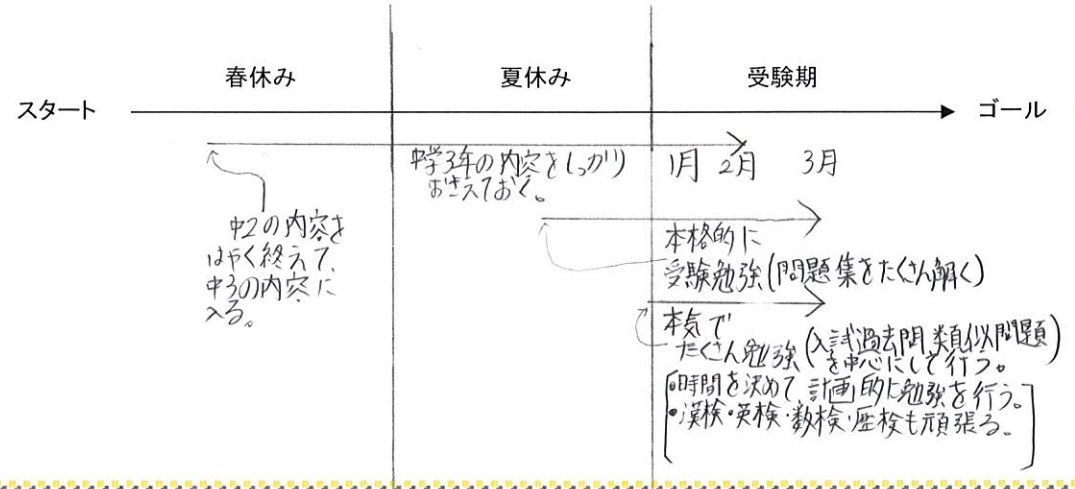 春休み
夏休み
受験期
スタート
ゴール
中学3年の内容をしっかり
おさえておく。
1月 2月 3月
中2の内容を
はやく終えて、
中3の内容に
入る。
本格的に
受験勉強(問題集をたくさん解く)
本気で
たくさん勉強(入試過去問、類似問題)
を中心にして行う。
•時間を決めて、計画的に勉強を行う。
•漢検・英検・数検・歴検も頑張る。